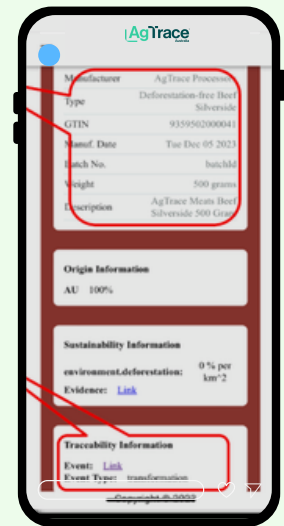 AgTrace
Australia
Manufacturer AgTrace Processor
Type Deforestation-free Beef
Silverside
GTIN 9359502000041
Manuf. Date Tue Dec 05 2023
Batch No. batchId
Weight 500 grams
Description AgTrace Meats Beef
Silverside 500 Gram
Origin Information
AU 100%
Sustainability Information
environment.deforestation: 0 % per
km^2
Evidence: Link
Traceability Information
Event: Link
Event Type: transformation
Copyright ©